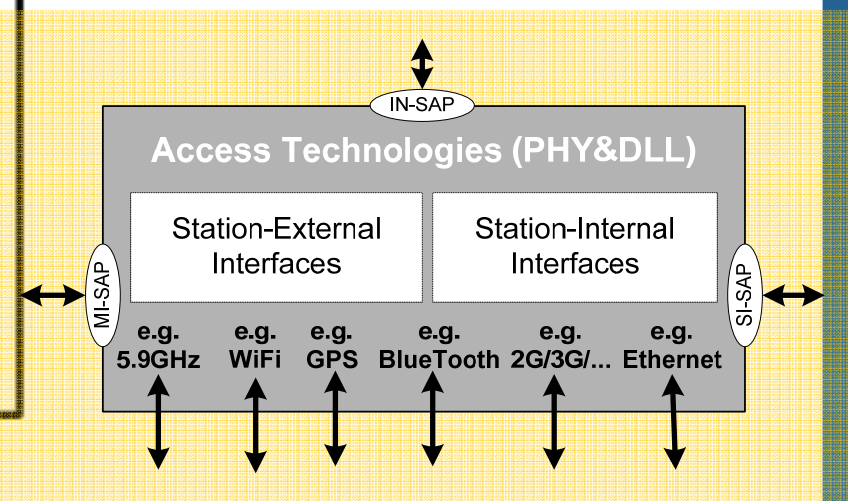 IN-SAP
Access Technologies (PHY&DLL)
Station-External
Interfaces
Station-Internal
Interfaces
MI-SAP
SI-SAP
e.g. e.g. e.g. e.g. e.g. e.g.
5.9GHz WiFi GPS BlueTooth 2G/3G/... Ethernet